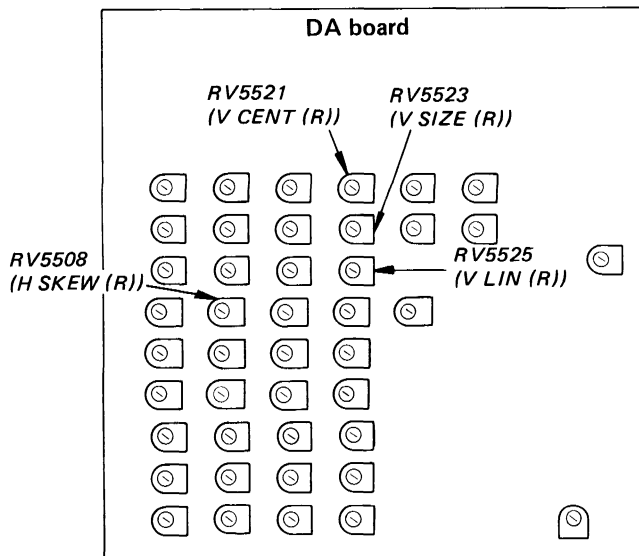 DA board
RV5521
(V CENT (R))
RV5523
(V SIZE (R))
RV5508
(H SKEW (R))
RV5525
(V LIN (R))